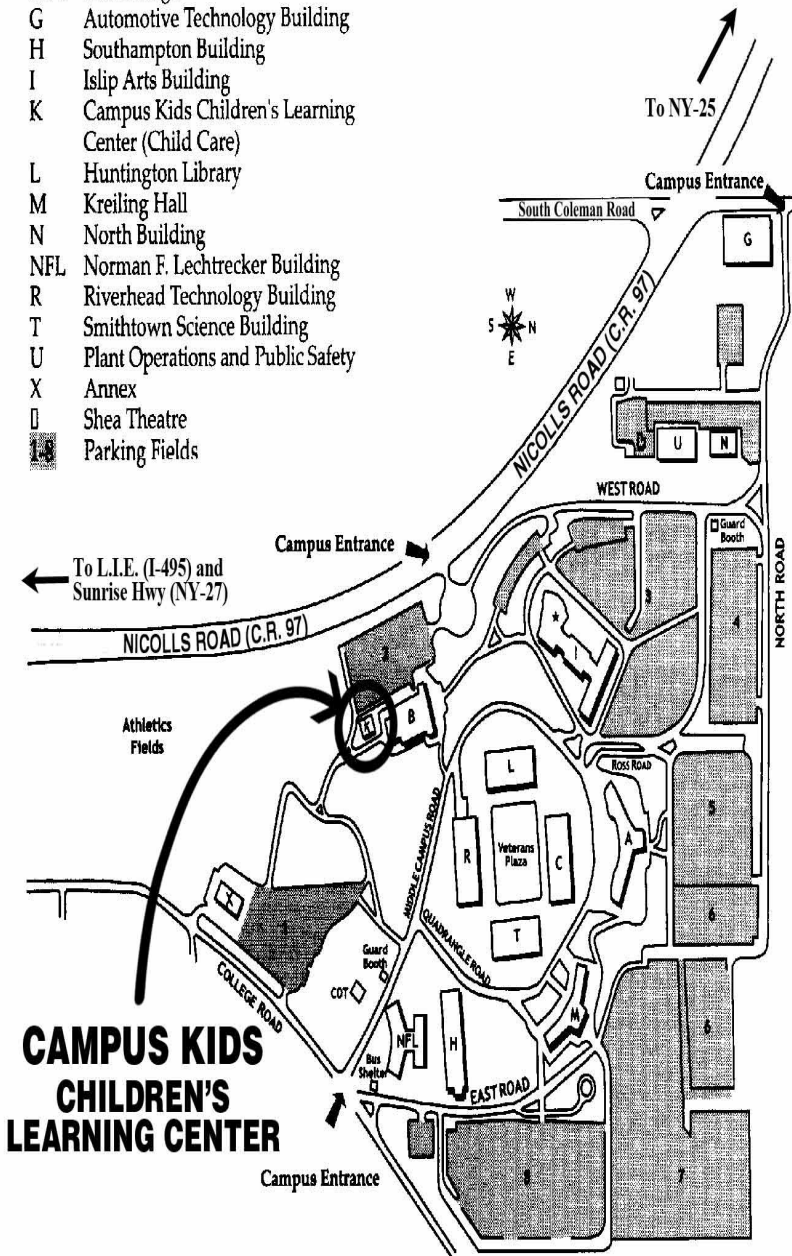 G Automotive Technology Building
H Southampton Building
I Islip Arts Building
K Campus Kids Children's Learning
Center (Child Care)
L Huntington Library
M Kreiling Hall
N North Building
NFL Norman F. Lechtrecker Building
R Riverhead Technology Building
T Smithtown Science Building
U Plant Operations and Public Safety
X Annex
Shea Theatre
1-8 Parking Fields
To NY-25
Campus Entrance
South Coleman Road
G
W
S N
E
NICOLLS ROAD (C.R. 97)
U
N
WEST ROAD
Guard
Booth
NORTH ROAD
Campus Entrance
To L.I.E. (I-495) and
Sunrise Hwy (NY-27)
NICOLLS ROAD (C.R. 97)
3
4
I
2
K
B
Athletics
Fields
L
ROSS ROAD
5
A
MIDDLE CAMPUS ROAD
R
Veterans
Plaza
C
6
T
X
QUADRANGLE ROAD
Guard
Booth
COT
COLLEGE ROAD
M
6
NFL
H
Bus
Shelter
EAST ROAD
CAMPUS KIDS
CHILDREN'S
LEARNING CENTER
Campus Entrance
8
7